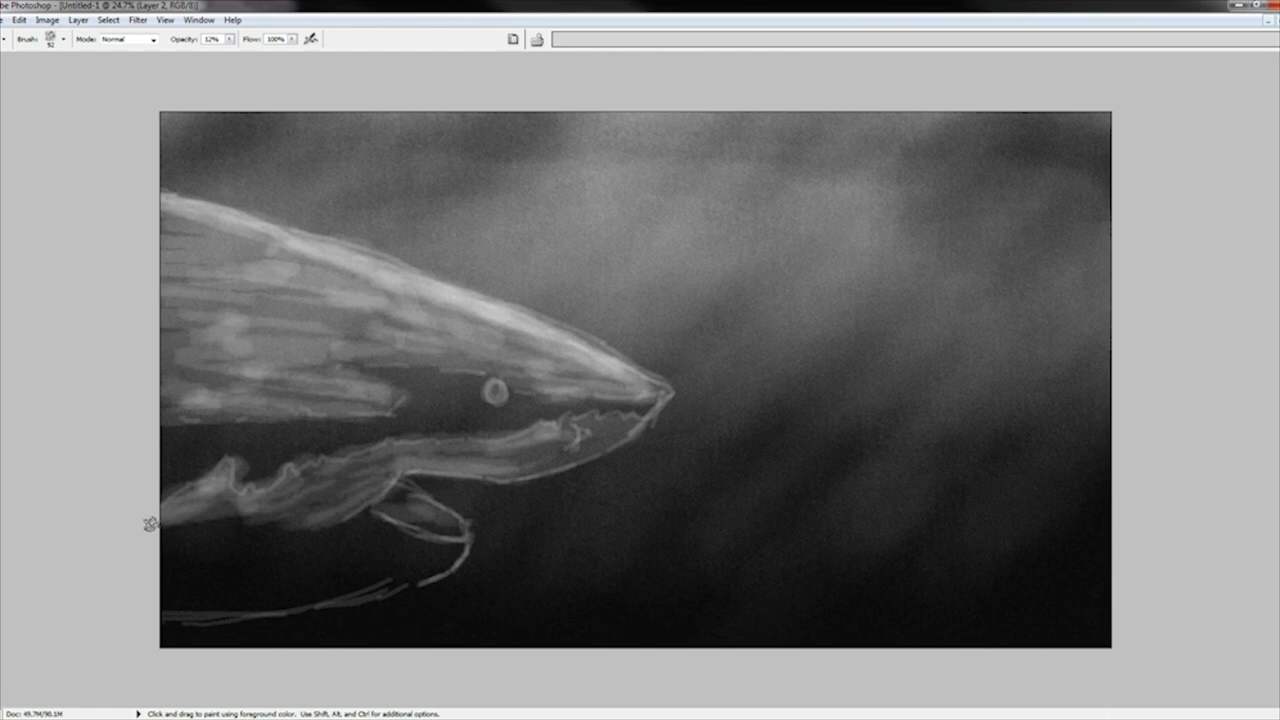 be Photoshop - [Untitled-1 @ 24.7% (Layer 2, RGB/8)]
Edit Image Layer Select Filter View Window Help
Brush: 92 Mode: Normal Opacity: 12% Flow: 100%
Doc: 49.7M/90.1M Click and drag to paint using foreground color. Use Shift, Alt, and Ctrl for additional options.